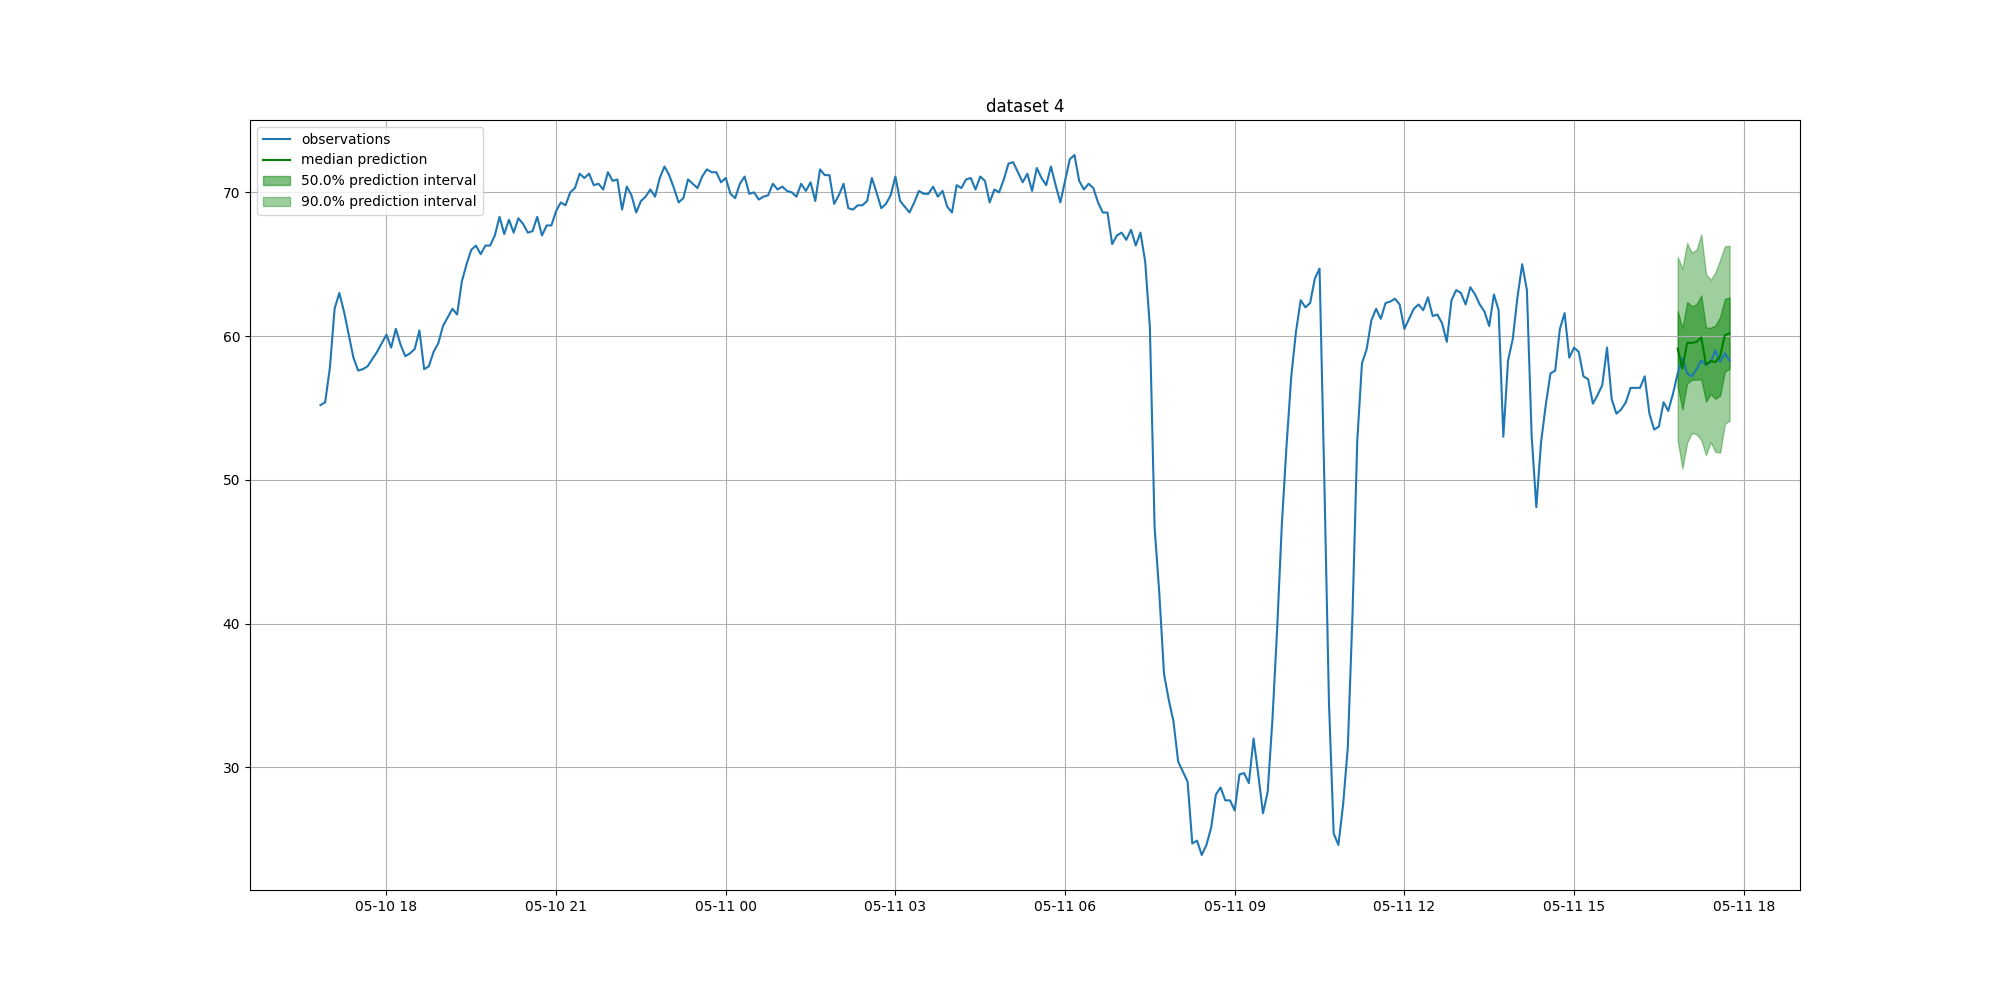 dataset 4
observations
median prediction
50.0% prediction interval
90.0% prediction interval
70
60
50
40
30
05-10 18
05-10 21
05-11 00
05-11 03
05-11 06
05-11 09
05-11 12
05-11 15
05-11 18